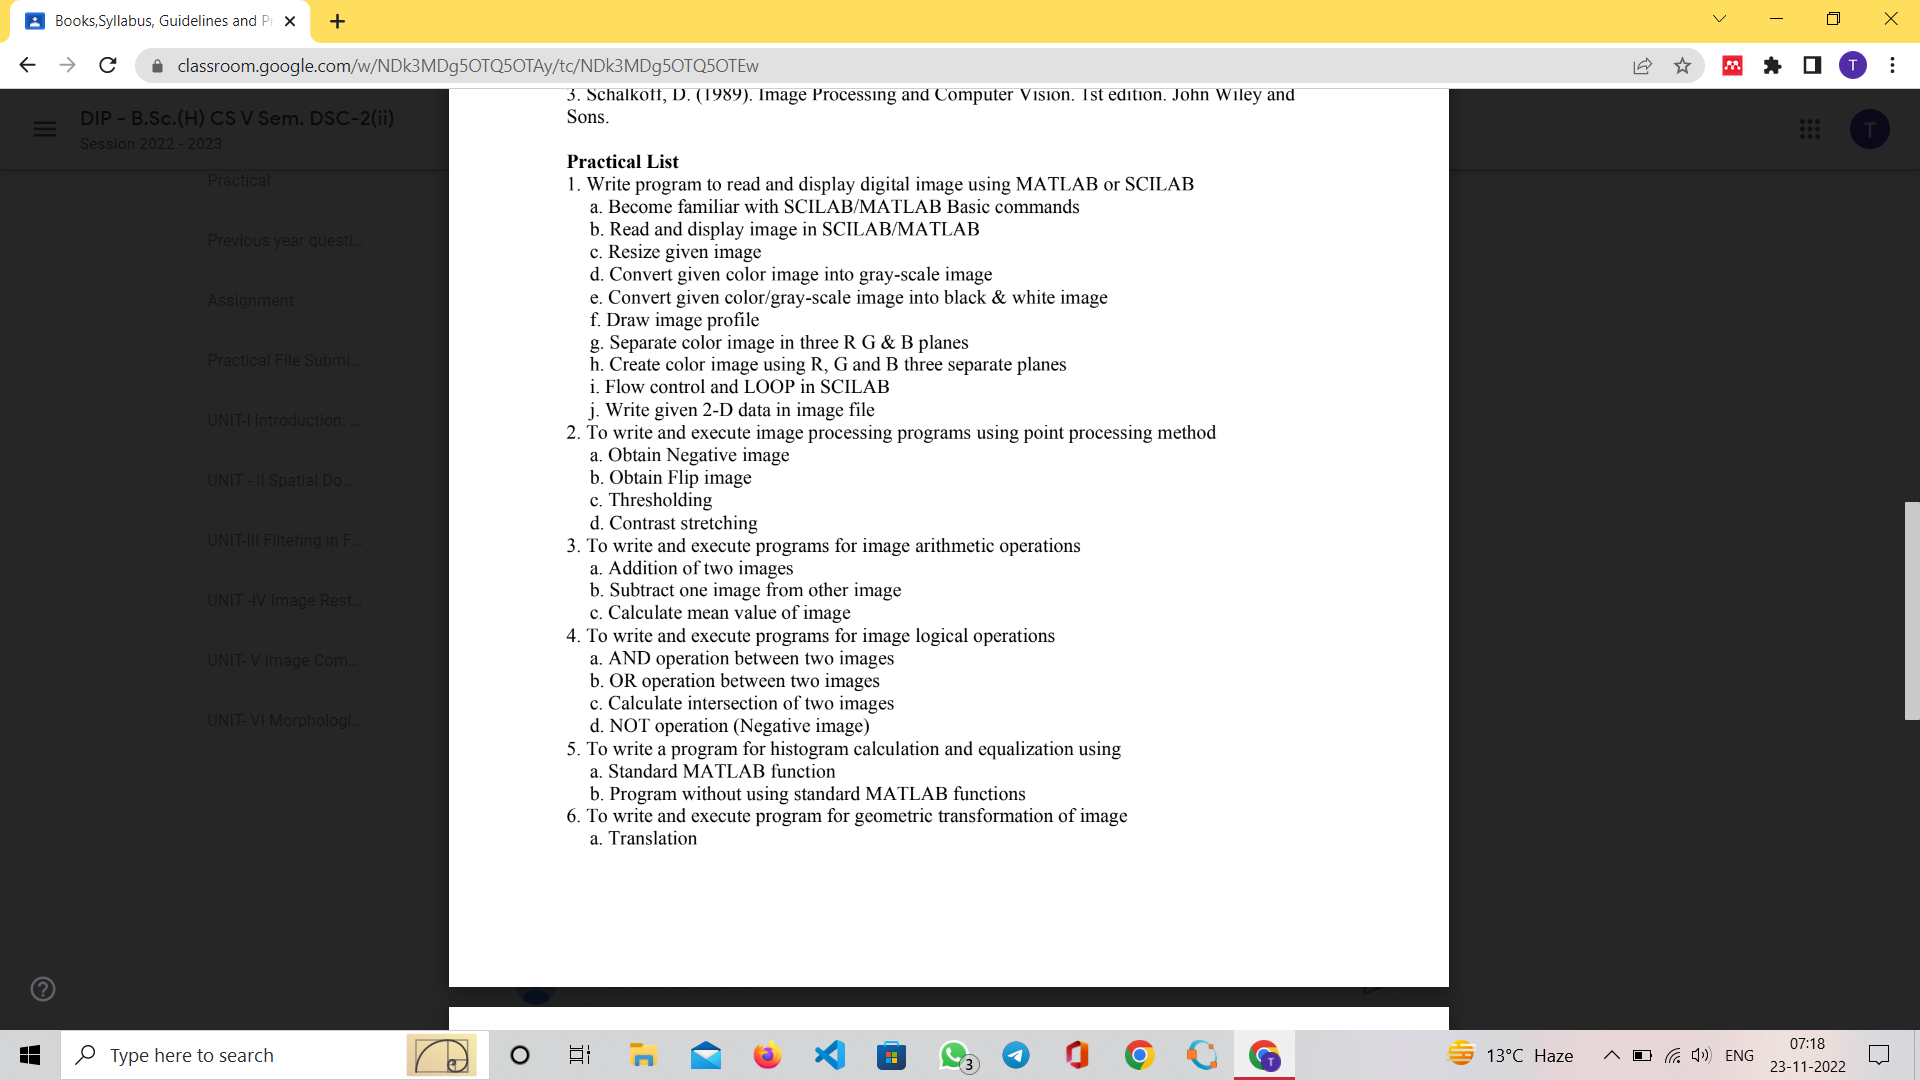 Books,Syllabus, Guidelines and Pr
classroom.google.com/w/NDk3MDg5OTQ5OTAy/tc/NDk3MDg5OTQ5OTEw
T
DIP - B.Sc.(H) CS V Sem. DSC-2(ii)
Session 2022 - 2023
T
Practical
Previous year questi...
Assignment
Practical File Submi...
UNIT-I Introduction: ...
UNIT - II Spatial Do...
UNIT-III Filtering in F...
UNIT -IV Image Rest...
UNIT- V Image Com...
UNIT- VI Morphologi...
3. Schalkoff, D. (1989). Image Processing and Computer Vision. 1st edition. John Wiley and
Sons.
Practical List
1. Write program to read and display digital image using MATLAB or SCILAB
a. Become familiar with SCILAB/MATLAB Basic commands
b. Read and display image in SCILAB/MATLAB
c. Resize given image
d. Convert given color image into gray-scale image
e. Convert given color/gray-scale image into black & white image
f. Draw image profile
g. Separate color image in three R G & B planes
h. Create color image using R, G and B three separate planes
i. Flow control and LOOP in SCILAB
j. Write given 2-D data in image file
2. To write and execute image processing programs using point processing method
a. Obtain Negative image
b. Obtain Flip image
c. Thresholding
d. Contrast stretching
3. To write and execute programs for image arithmetic operations
a. Addition of two images
b. Subtract one image from other image
c. Calculate mean value of image
4. To write and execute programs for image logical operations
a. AND operation between two images
b. OR operation between two images
c. Calculate intersection of two images
d. NOT operation (Negative image)
5. To write a program for histogram calculation and equalization using
a. Standard MATLAB function
b. Program without using standard MATLAB functions
6. To write and execute program for geometric transformation of image
a. Translation
Type here to search
3
T
13°C Haze
ENG
07:18
23-11-2022